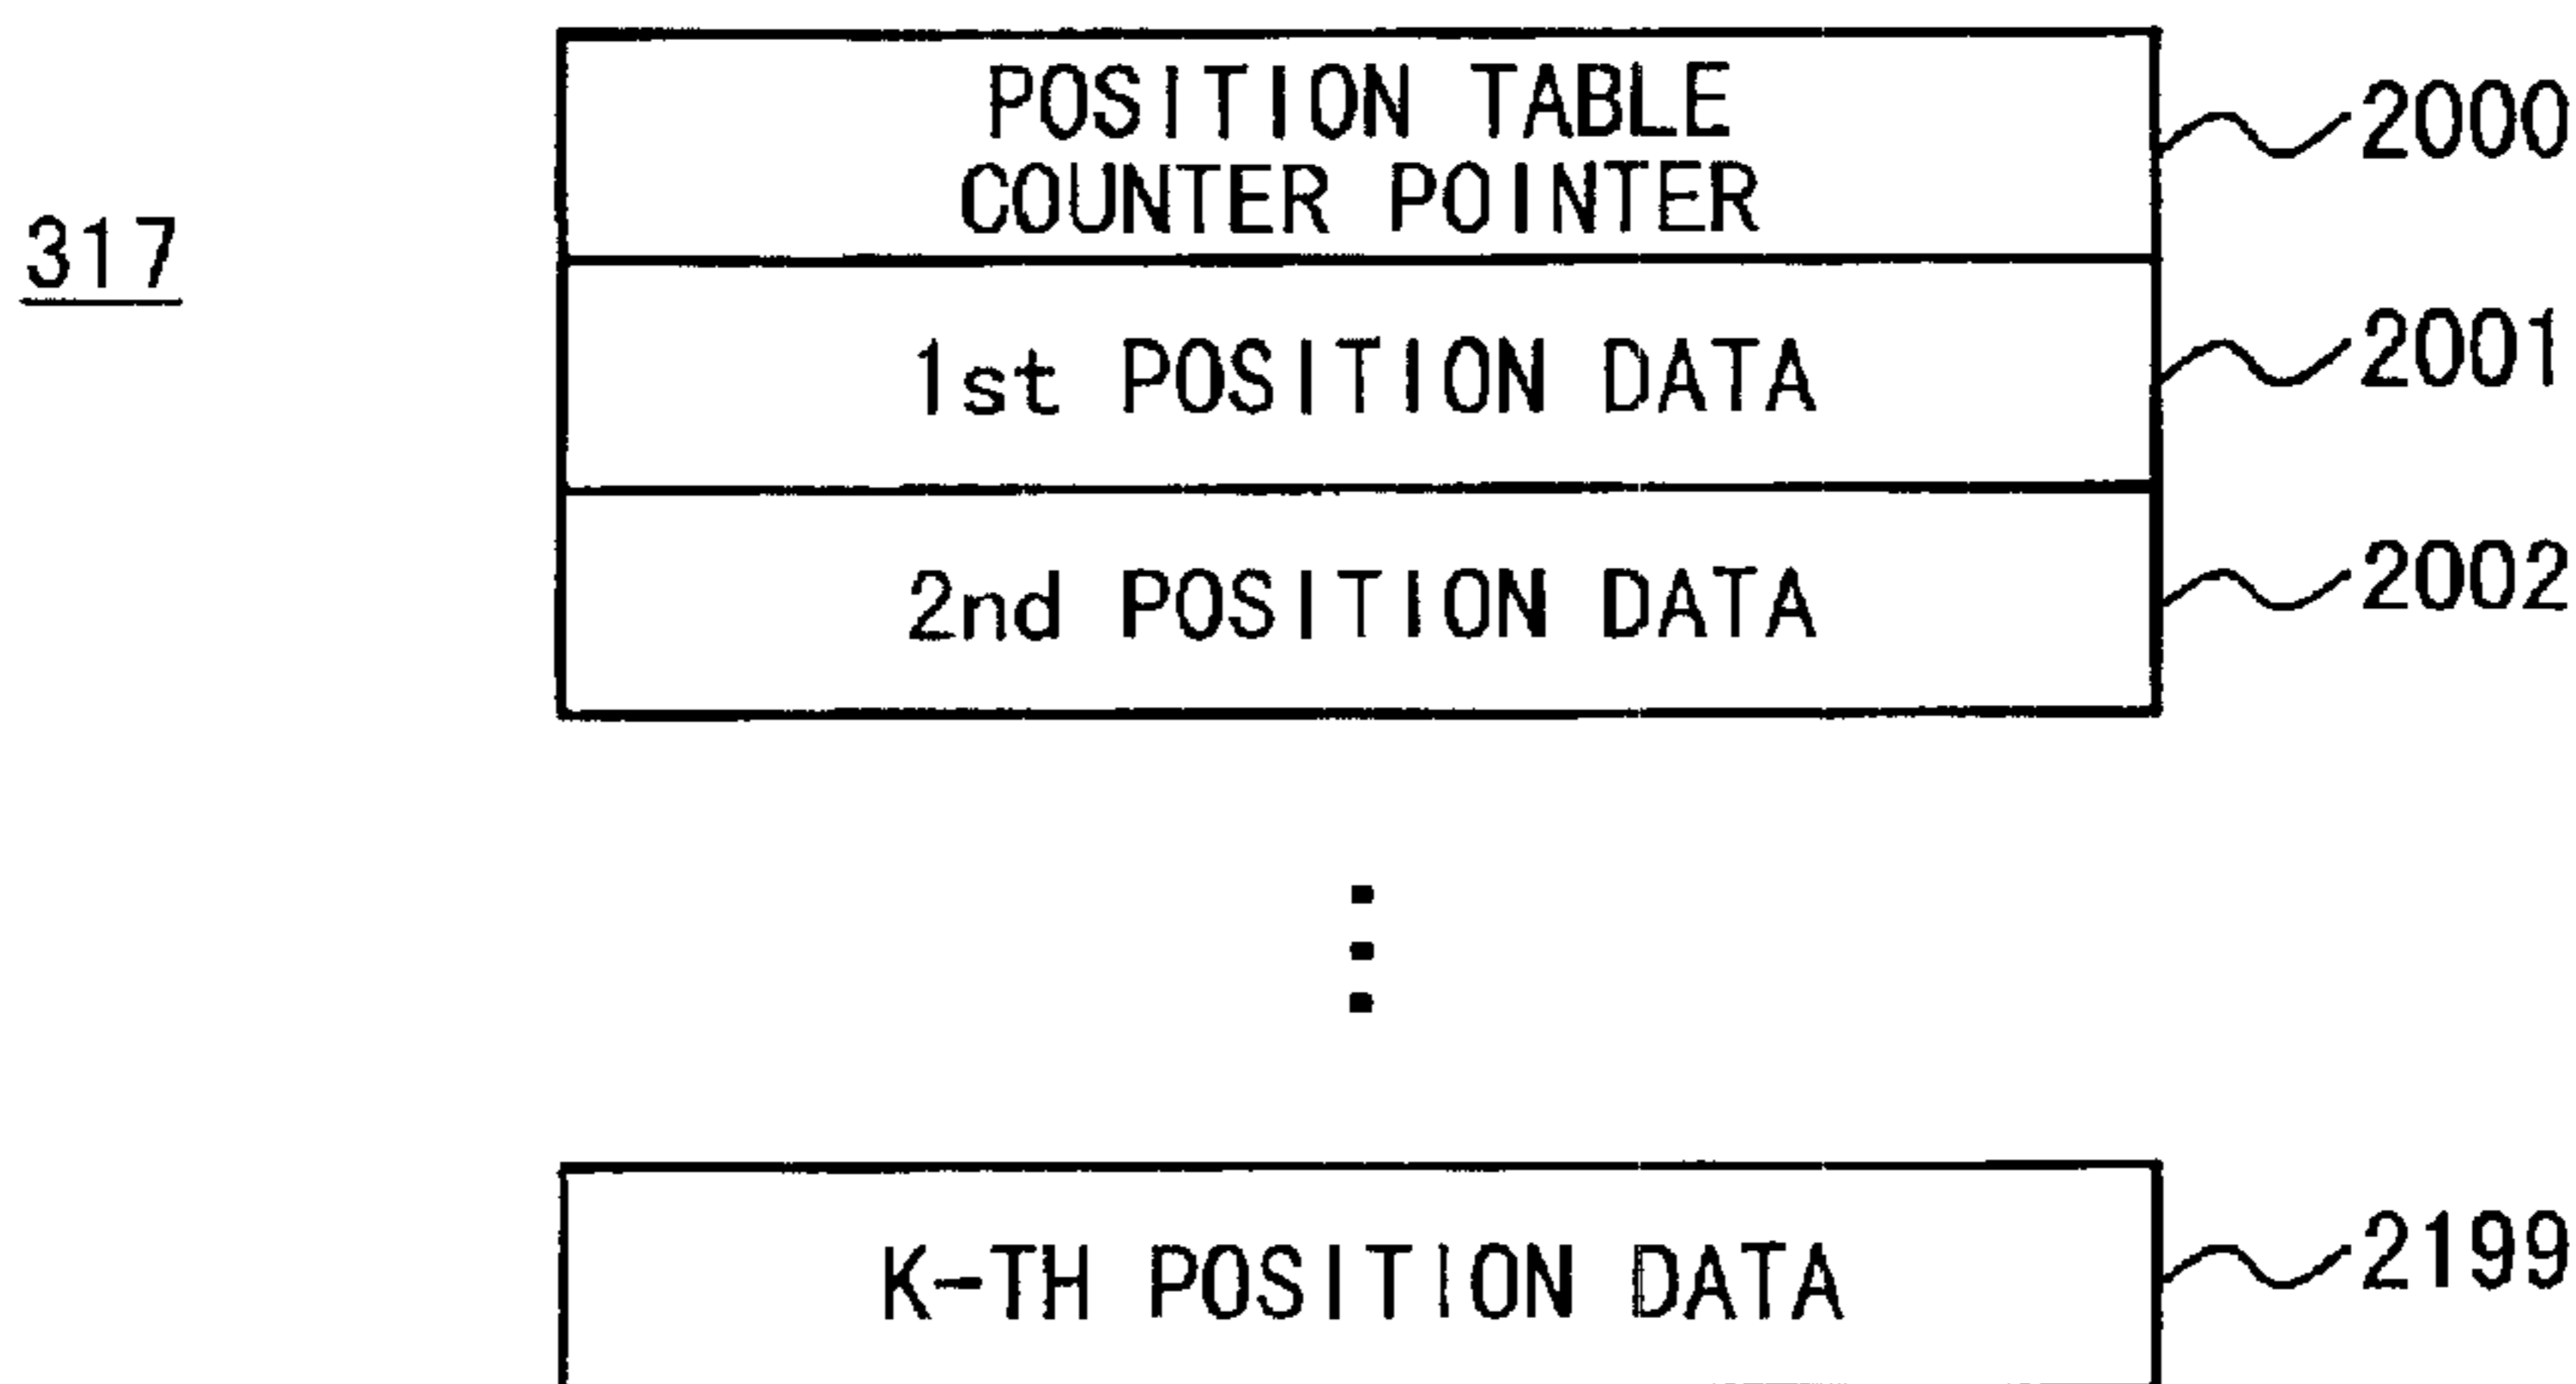 317
POSITION TABLE
COUNTER POINTER
2000
1st POSITION DATA
2001
2nd POSITION DATA
2002
K-TH POSITION DATA
2199